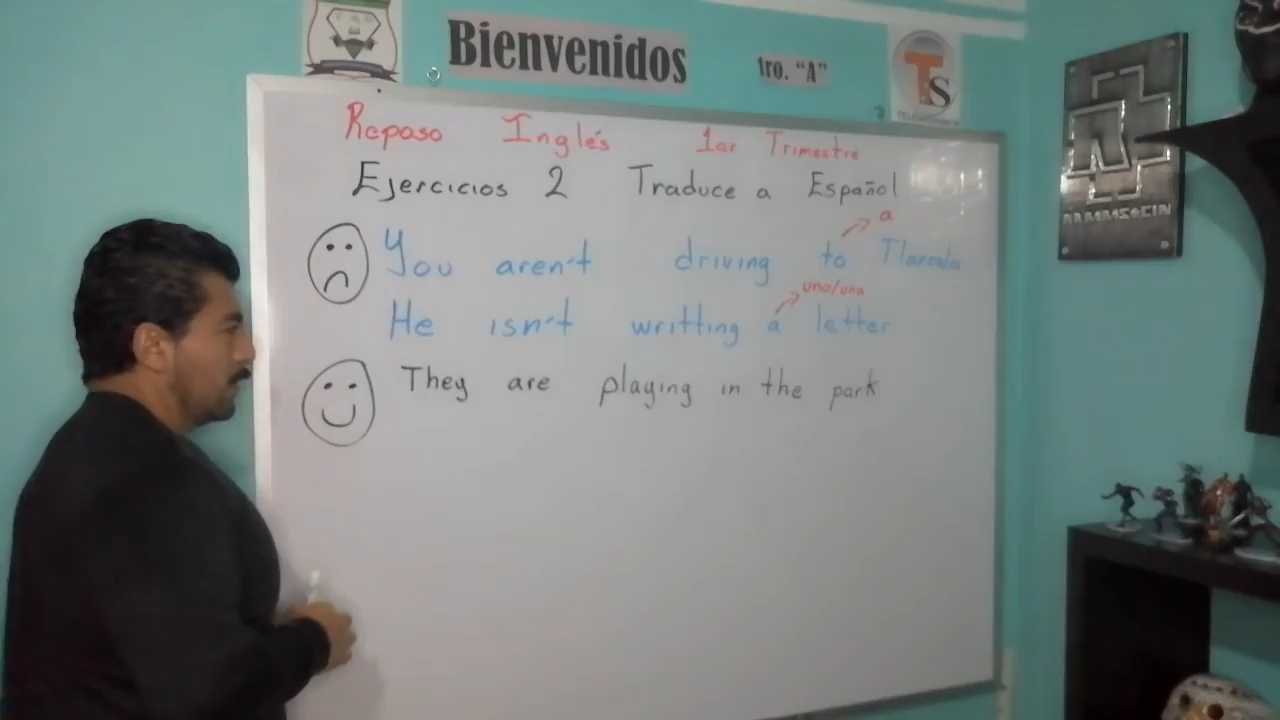 Bienvenidos 1ro. "A"
TS
Repaso Inglés 1er Trimestre
Ejercicios 2 Traduce a Español
a
You aren't driving to
uno/una
He isn't writting a letter
They are playing in the park
RAMMSTEIN